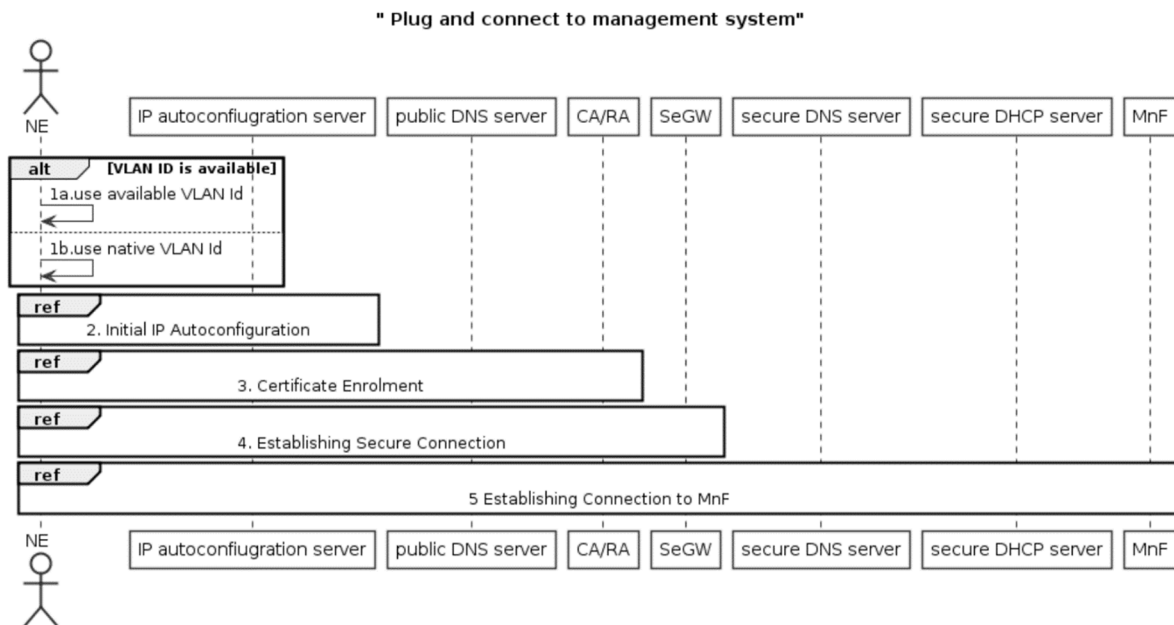 " Plug and connect to management system"
NE
IP autoconfiugration server
public DNS server
CA/RA
SeGW
secure DNS server
secure DHCP server
MnF
alt
[VLAN ID is available]
1a.use available VLAN Id
1b.use native VLAN Id
ref
2. Initial IP Autoconfiguration
ref
3. Certificate Enrolment
ref
4. Establishing Secure Connection
ref
5 Establishing Connection to MnF
NE
IP autoconfiugration server
public DNS server
CA/RA
SeGW
secure DNS server
secure DHCP server
MnF